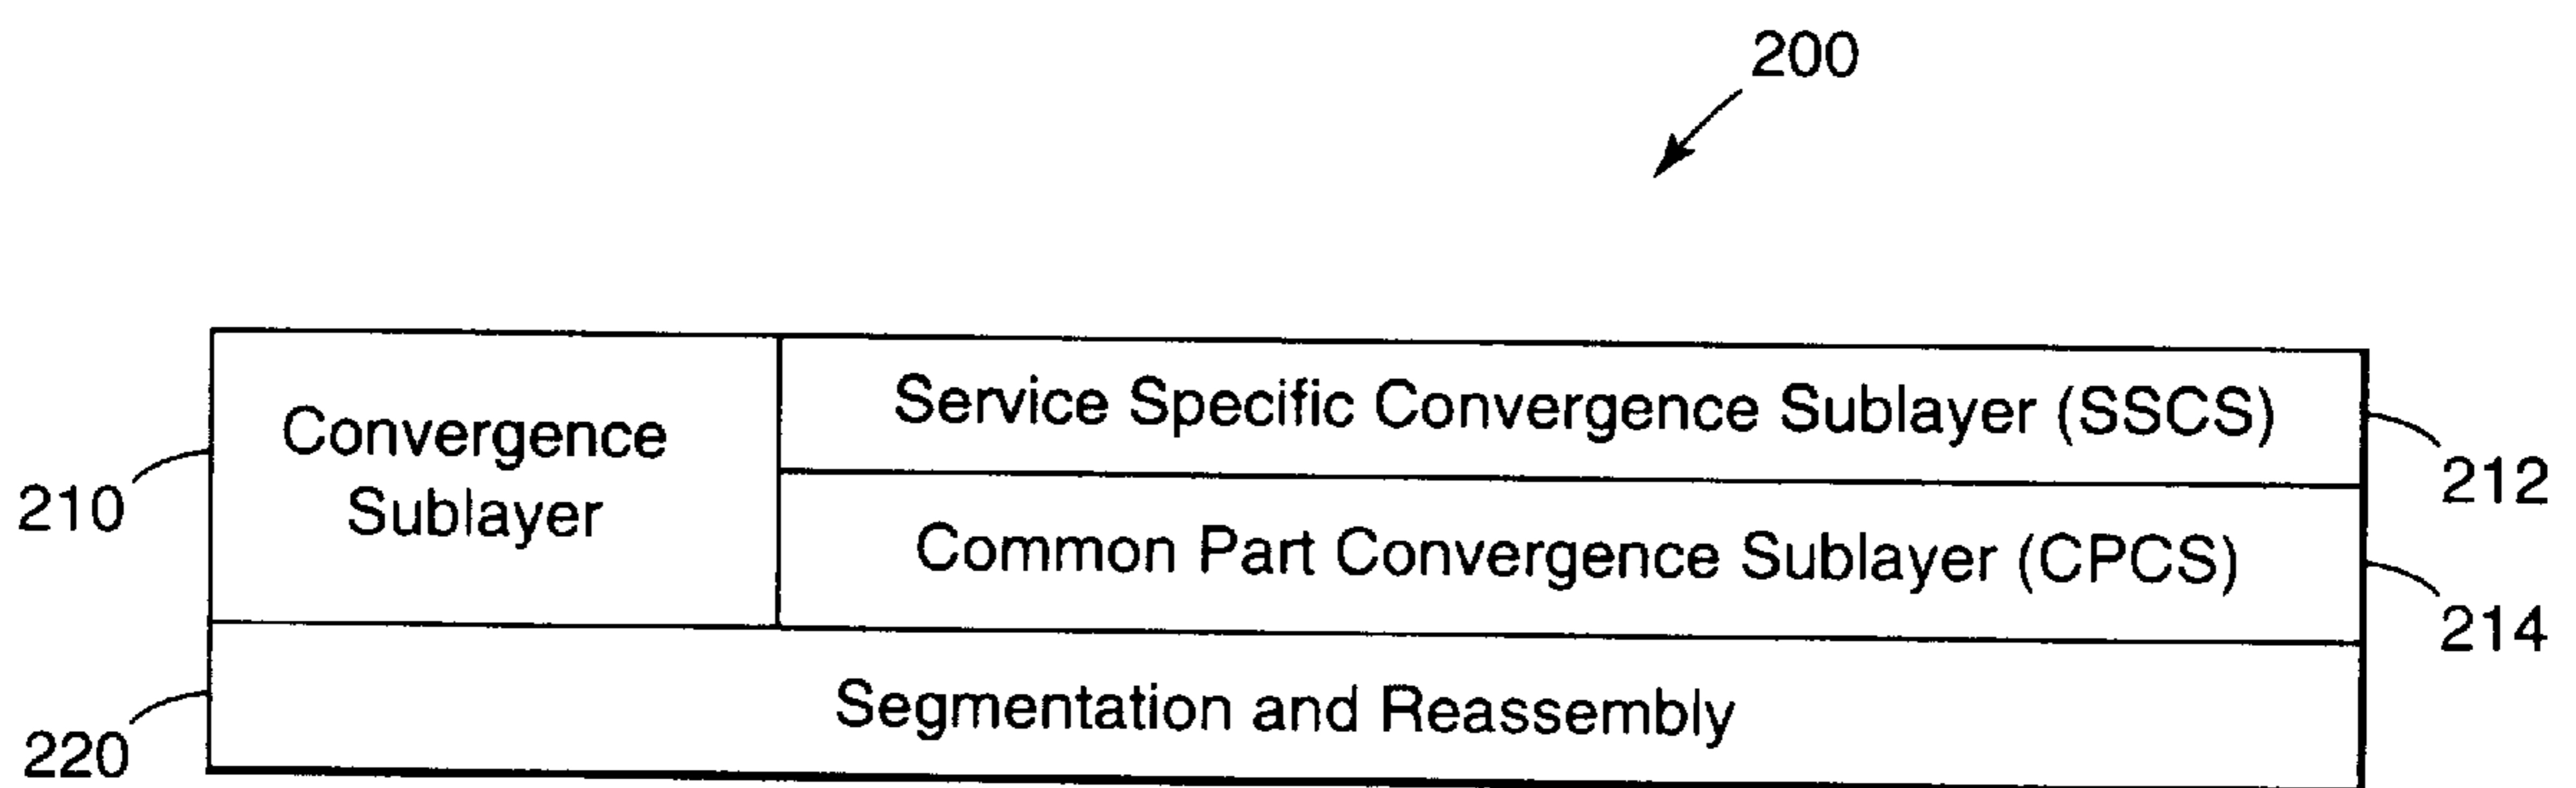 200
Convergence
Sublayer
Service Specific Convergence Sublayer (SSCS)
Common Part Convergence Sublayer (CPCS)
210
212
214
Segmentation and Reassembly
220